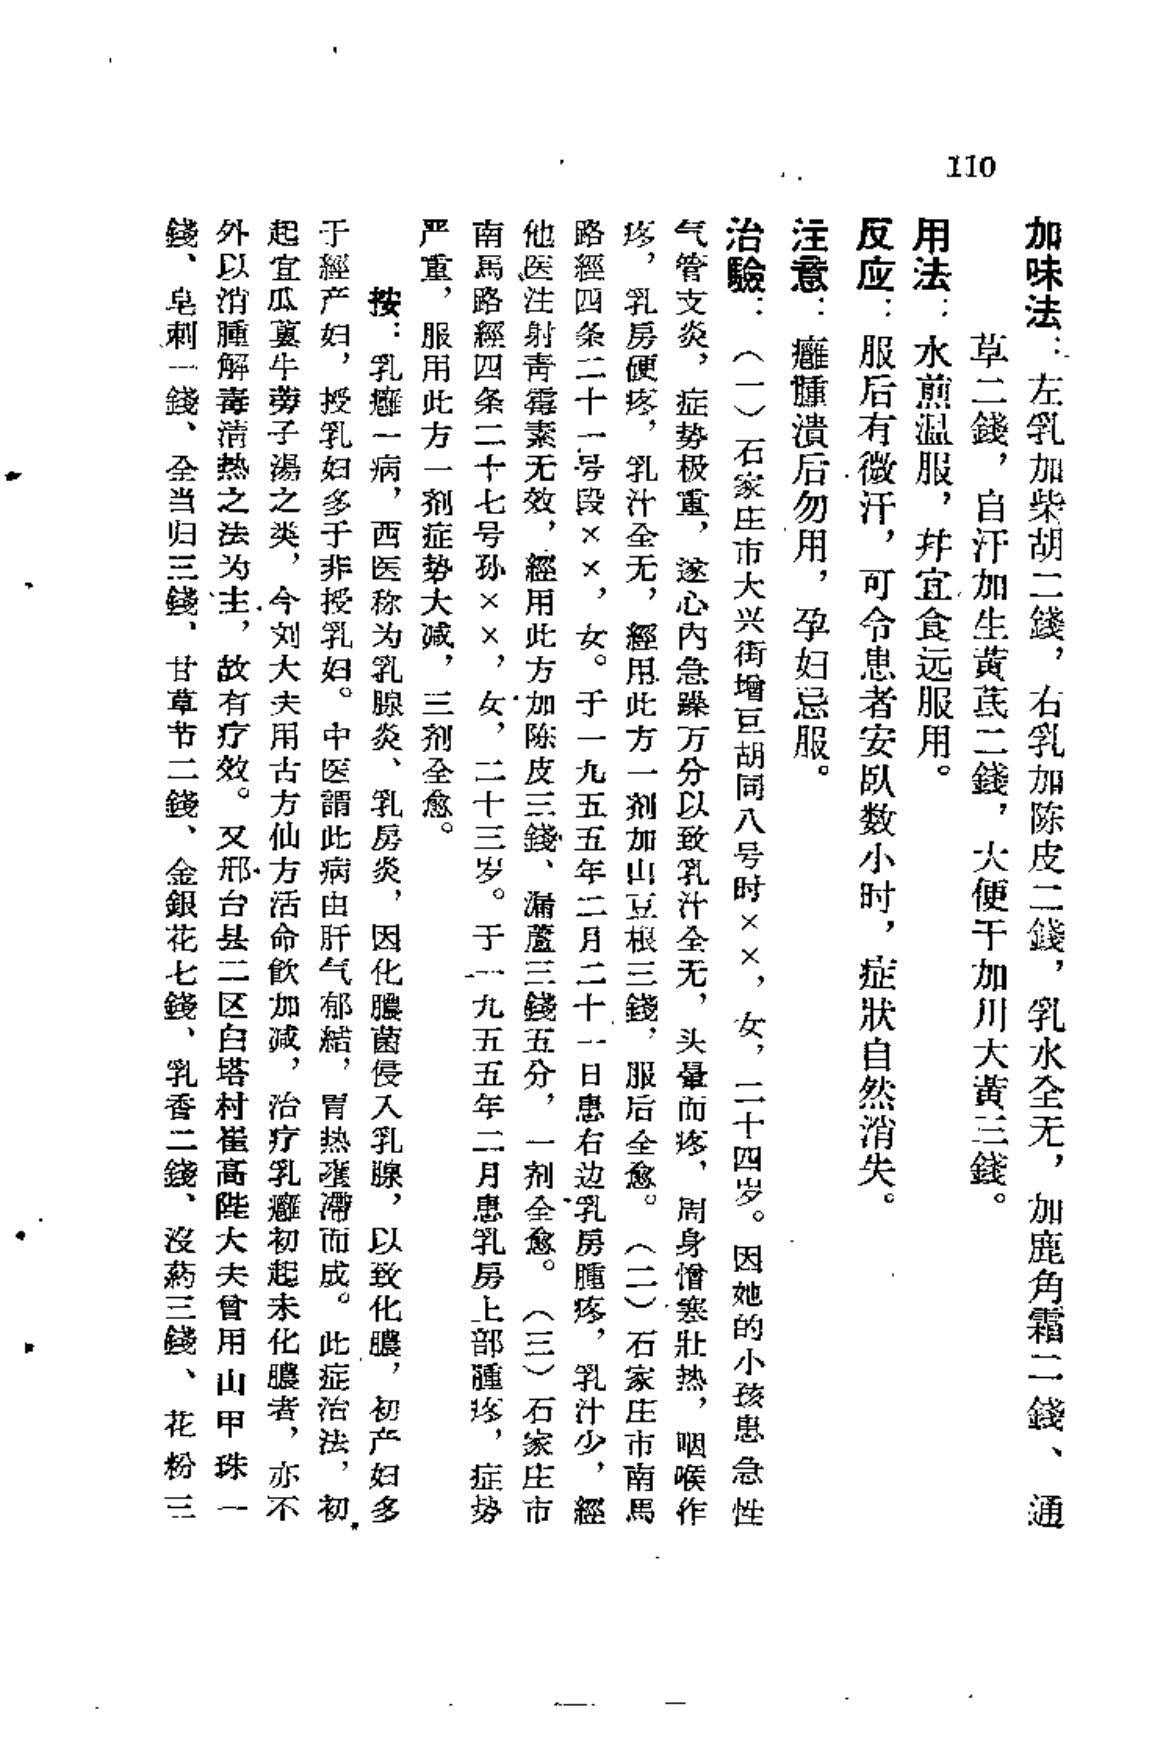 110
加味法：左乳加柴胡二錢，右乳加陈皮二錢，乳水全无，加鹿角霜二錢、通
草二錢，自汗加生黃芪二錢，大便干加川大黃三錢。
用法：水煎温服，幷宜食远服用。
反应：服后有微汗，可令患者安臥数小时，症狀自然消失。
注意：癰腫潰后勿用，孕妇忌服。
治驗：（一）石家庄市大兴街增豆胡同八号时××，女，二十四岁。因她的小孩患急性
气管支炎，症势极重，遂心内急躁万分以致乳汁全无，头暈而疼，周身憎寒壯热，咽喉作
疼，乳房硬疼，乳汁全无，經用此方一剂加山豆根三錢，服后全愈。（二）石家庄市南馬
路經四条二十一号段××，女。于一九五五年二月二十一日患右边乳房腫疼，乳汁少，經
他医注射青霉素无效，經用此方加陈皮三錢、漏蘆三錢五分，一剂全愈。（三）石家庄市
南馬路經四条二十七号孙××，女，二十三岁。于一九五五年二月患乳房上部腫疼，症势
严重，服用此方一剂症势大减，三剂全愈。
按：乳癰一病，西医称为乳腺炎、乳房炎，因化膿菌侵入乳腺，以致化膿，初产妇多
于經产妇，授乳妇多于非授乳妇。中医謂此病由肝气郁結，胃热壅滯而成。此症治法，初
起宜瓜蔞牛蒡子湯之类，今刘大夫用古方仙方活命飮加减，治疗乳癰初起未化膿者，亦不
外以消腫解毒清热之法为主，故有疗效。又邢台县二区白塔村崔高陞大夫曾用山甲珠一
錢、皂刺一錢、全当归三錢、甘草节二錢、金銀花七錢、乳香二錢、沒葯三錢、花粉三